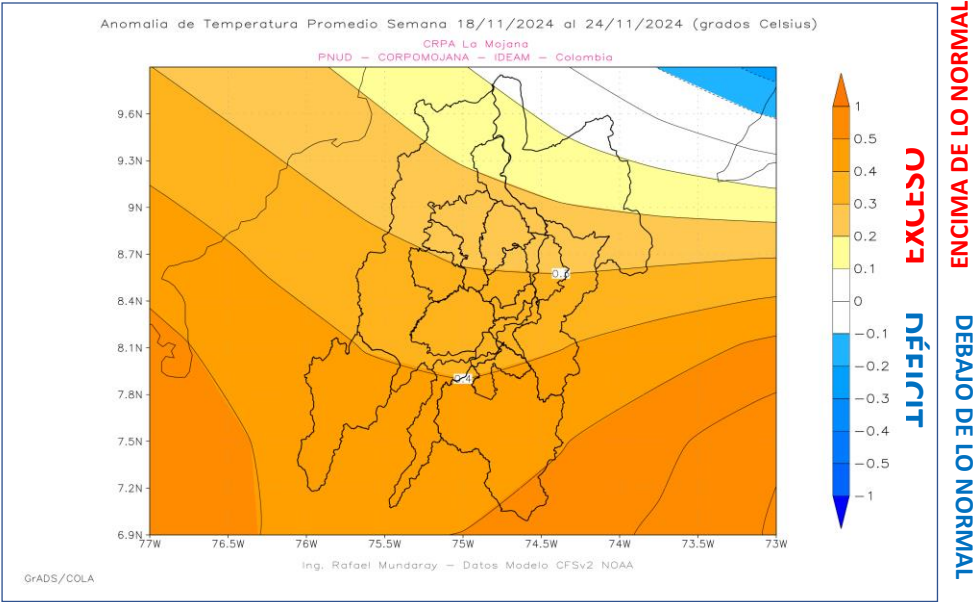 Anomalia de Temperatura Promedio Semana 18/11/2024 al 24/11/2024 (grados Celsius)
CRPA La Mojana
PNUD – CORPOMOJANA – IDEAM – Colombia
9.6N
9.3N
9N
8.7N
8.4N
8.1N
7.8N
7.5N
7.2N
6.9N
77W
76.5W
76W
75.5W
75W
74.5W
74W
73.5W
73W
0.4
1
0.5
0.4
0.3
0.2
0.1
0
−0.1
−0.2
−0.3
−0.4
−0.5
−1
EXCESO
DÉFICIT
ENCIMA DE LO NORMAL
DEBAJO DE LO NORMAL
Ing. Rafael Mundaray – Datos Modelo CFSv2 NOAA
GrADS/COLA